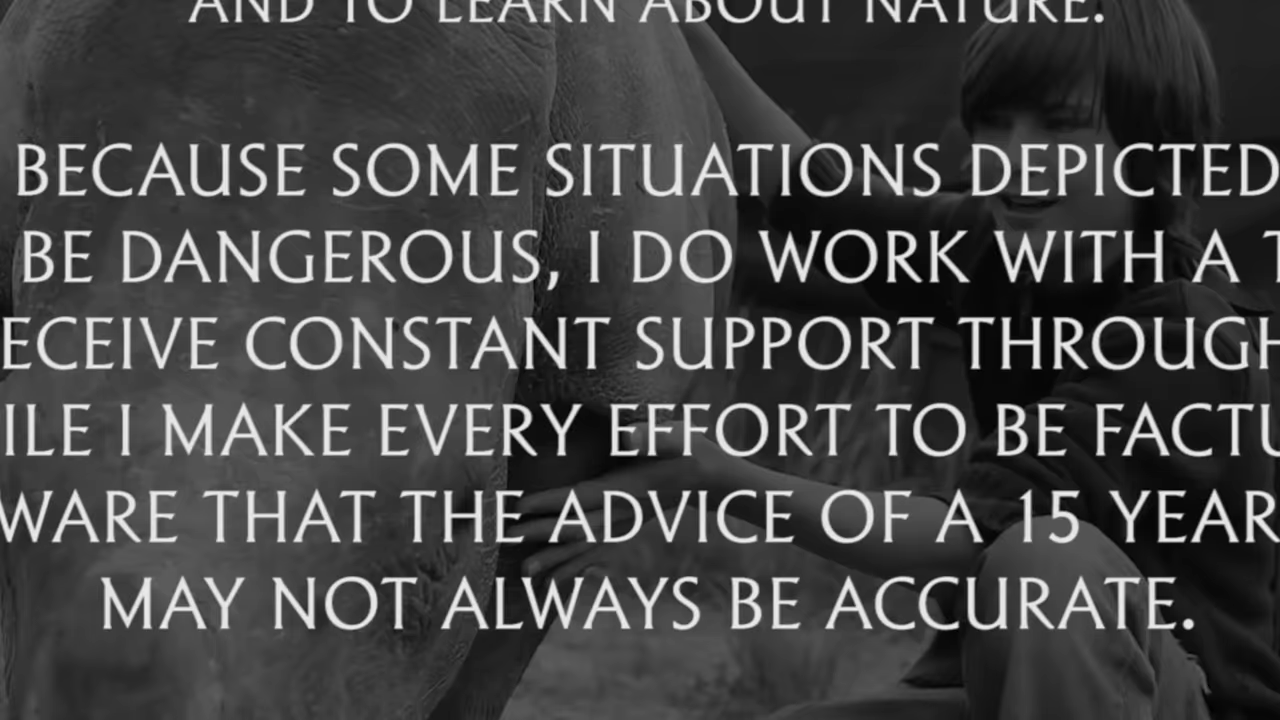 AND TO LEARN ABOUT NATURE.
BECAUSE SOME SITUATIONS DEPICTED
BE DANGEROUS, I DO WORK WITH A T
ECEIVE CONSTANT SUPPORT THROUGH
ILE I MAKE EVERY EFFORT TO BE FACTU
WARE THAT THE ADVICE OF A 15 YEAR
MAY NOT ALWAYS BE ACCURATE.